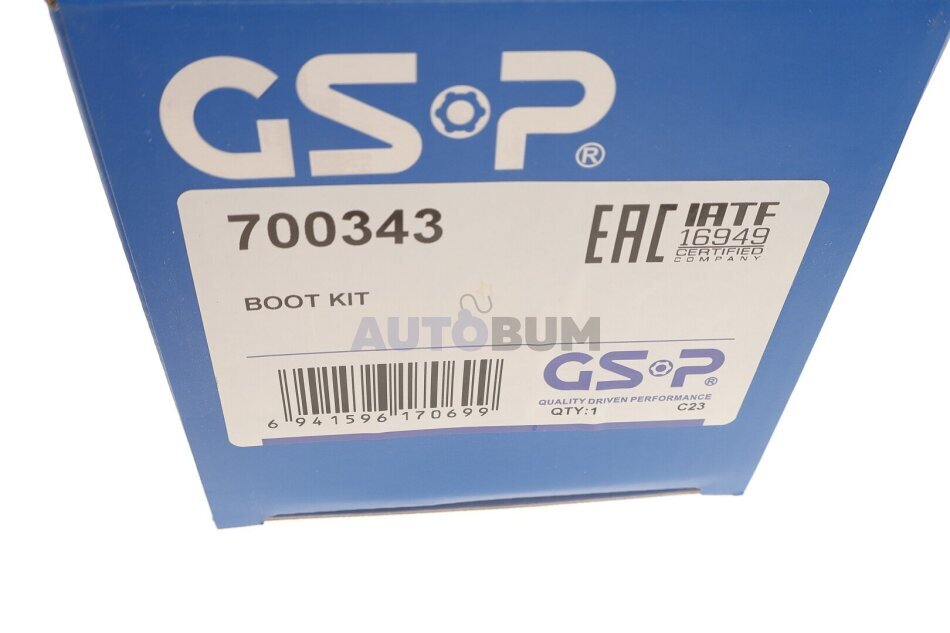 GS·P®
700343
EAC
IATF
16949
CERTIFIED
COMPANY
BOOT KIT
AUTOBUM
GS·P®
QUALITY DRIVEN PERFORMANCE
QTY:1 C23
6 941596 170699